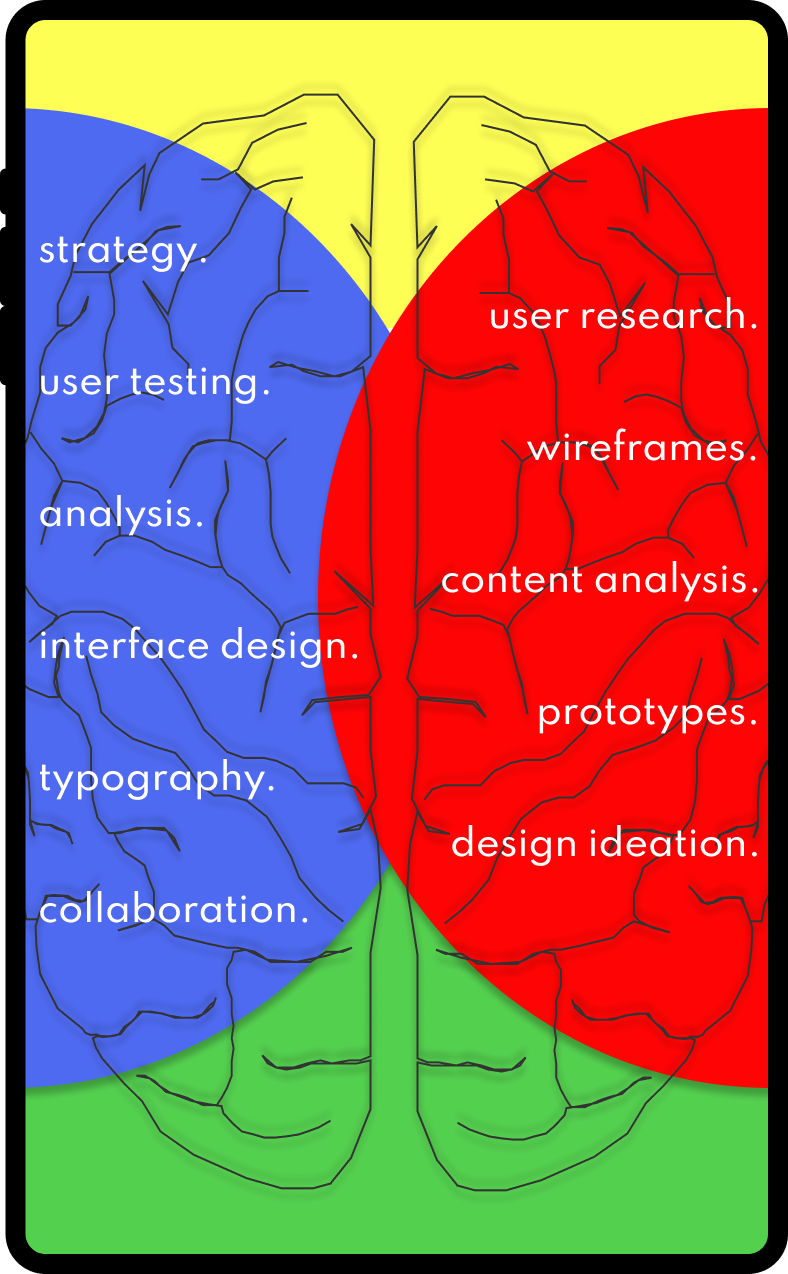 strategy.
user research.
user testing.
wireframes.
analysis.
content analysis.
interface design.
prototypes.
typography.
design ideation.
collaboration.